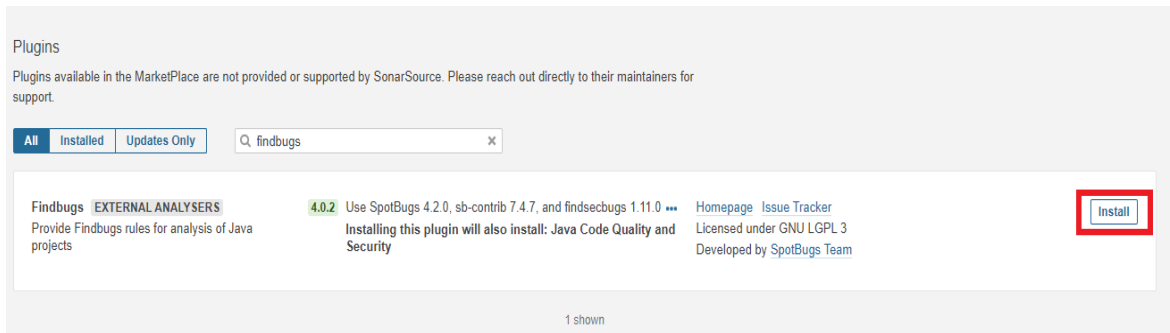 Plugins
Plugins available in the MarketPlace are not provided or supported by SonarSource. Please reach out directly to their maintainers for
support.
All Installed Updates Only findbugs
Findbugs EXTERNAL ANALYSERS
Provide Findbugs rules for analysis of Java
projects
4.0.2 Use SpotBugs 4.2.0, sb-contrib 7.4.7, and findsecbugs 1.11.0 •••
Installing this plugin will also install: Java Code Quality and
Security
Homepage Issue Tracker
Licensed under GNU LGPL 3
Developed by SpotBugs Team
Install
1 shown